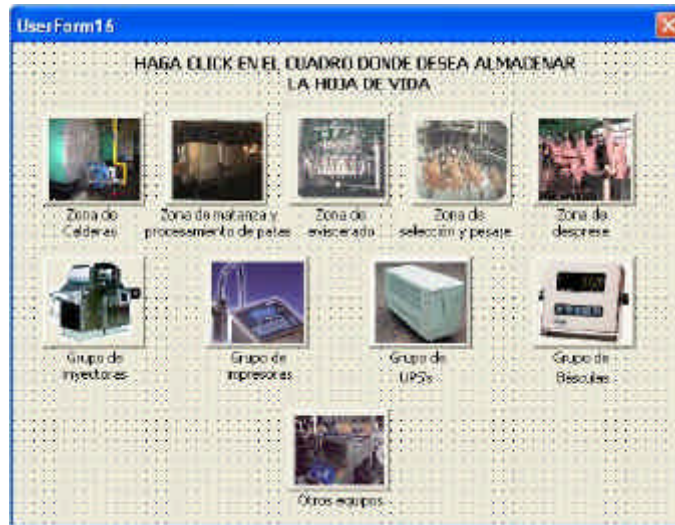 UserForm16
HAGA CLICK EN EL CUADRO DONDE DESEA ALMACENAR
LA HOJA DE VIDA
Zona de
Calderas
Zona de matanza y
procesamiento de patas
Zona de
eviscerado
Zona de
selección y pesaje
Zona de
desprese
Grupo de
inyectoras
Grupo de
impresoras
Grupo de
UPS's
Grupo de
Básculas
Otros equipos